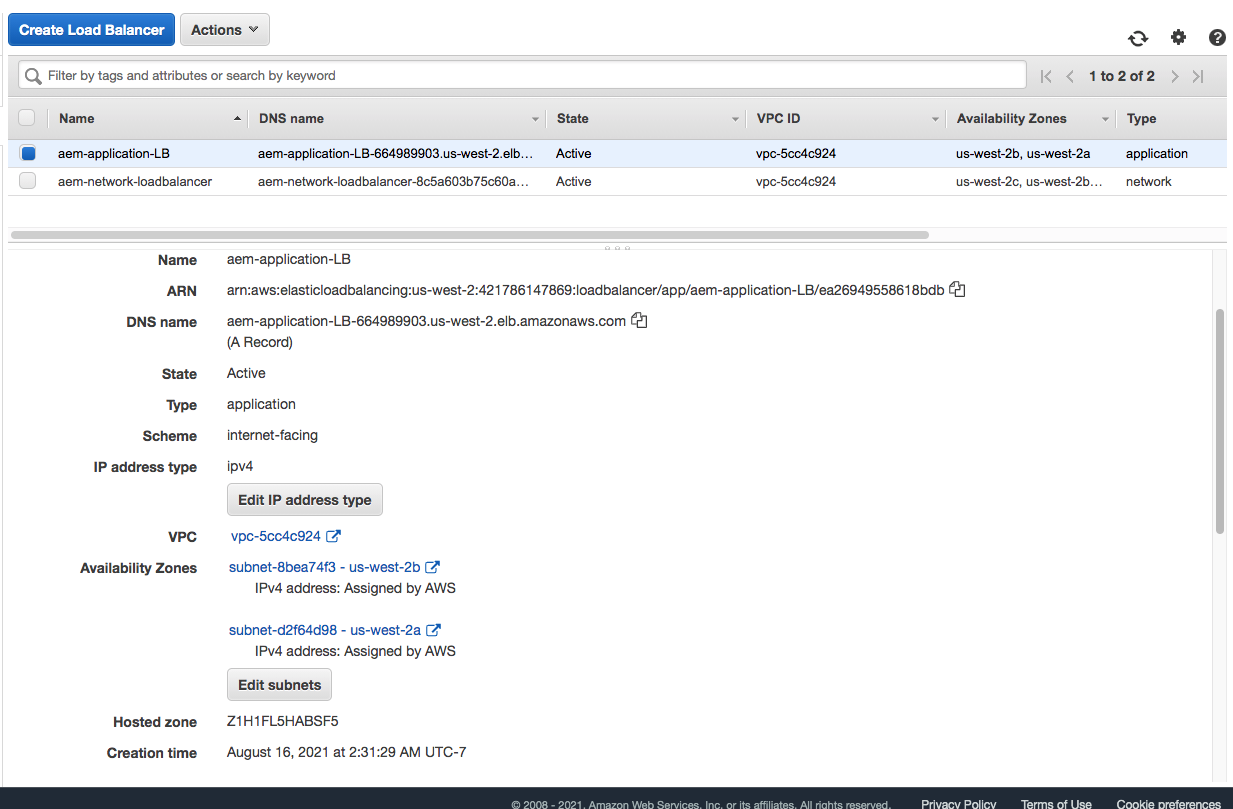 Create Load Balancer Actions
Filter by tags and attributes or search by keyword 1 to 2 of 2
Name DNS name State VPC ID Availability Zones Type
aem-application-LB aem-application-LB-664989903.us-west-2.elb... Active vpc-5cc4c924 us-west-2b, us-west-2a application
aem-network-loadbalancer aem-network-loadbalancer-8c5a603b75c60a... Active vpc-5cc4c924 us-west-2c, us-west-2b... network
Name aem-application-LB
ARN arn:aws:elasticloadbalancing:us-west-2:421786147869:loadbalancer/app/aem-application-LB/ea26949558618bdb
DNS name aem-application-LB-664989903.us-west-2.elb.amazonaws.com
(A Record)
State Active
Type application
Scheme internet-facing
IP address type ipv4
Edit IP address type
VPC vpc-5cc4c924
Availability Zones subnet-8bea74f3 - us-west-2b
IPv4 address: Assigned by AWS
subnet-d2f64d98 - us-west-2a
IPv4 address: Assigned by AWS
Edit subnets
Hosted zone Z1H1FL5HABSF5
Creation time August 16, 2021 at 2:31:29 AM UTC-7
© 2008 - 2021, Amazon Web Services, Inc. or its affiliates. All rights reserved. Privacy Policy Terms of Use Cookie preferences